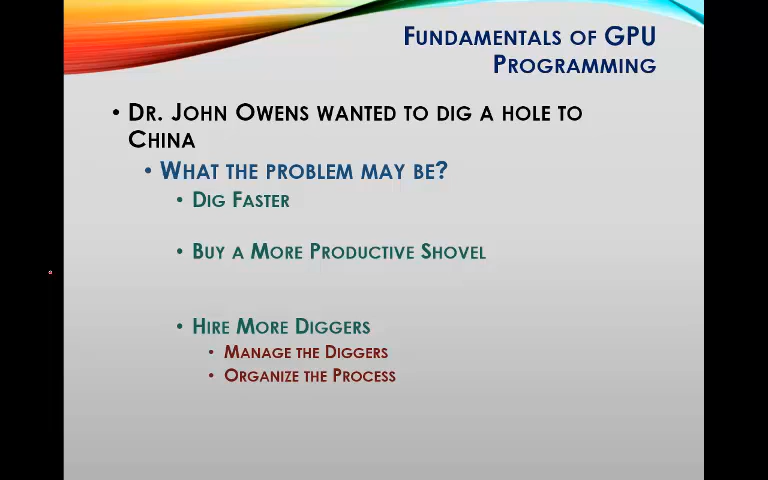 Fundamentals of GPU
Programming
• Dr. John Owens wanted to dig a hole to
China
• What the problem may be?
• Dig Faster
• Buy a More Productive Shovel
• Hire More Diggers
• Manage the Diggers
• Organize the Process